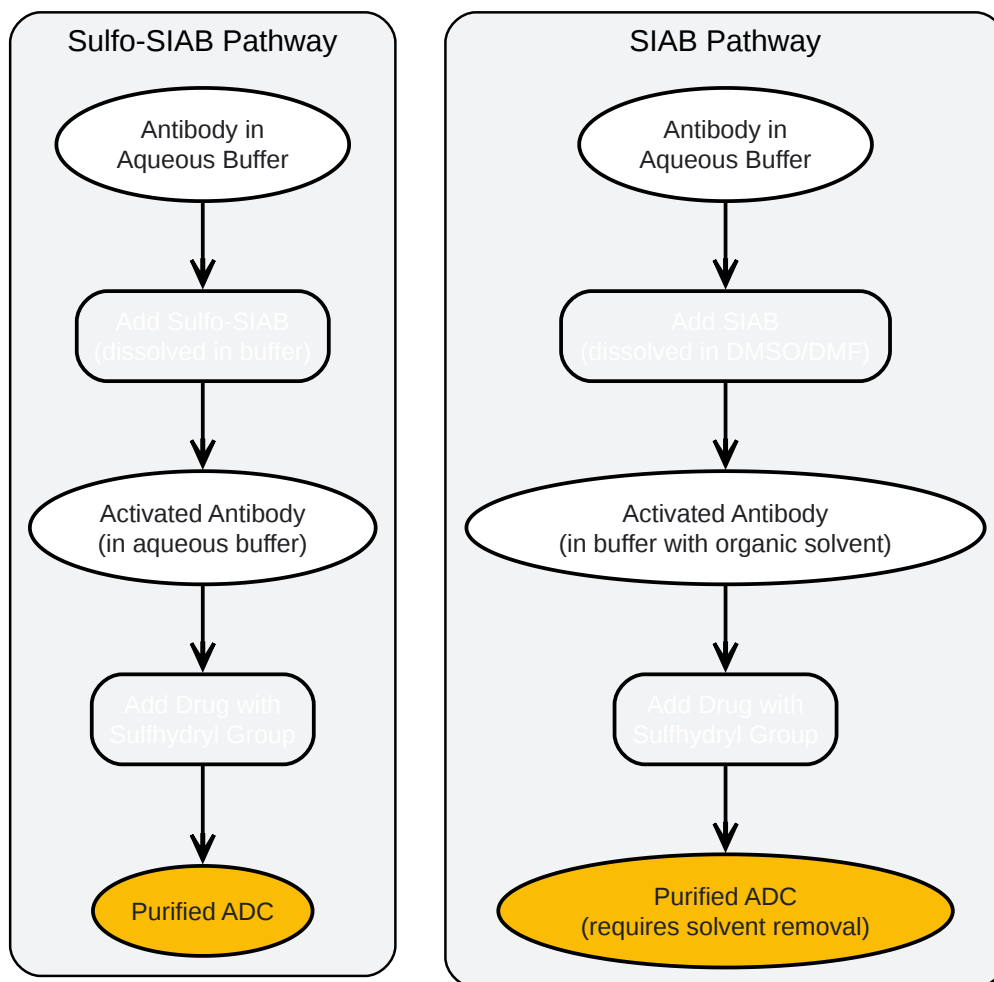 Sulfo-SIAB Pathway
Antibody in
Aqueous Buffer
Add Sulfo-SIAB
(dissolved in buffer)
Activated Antibody
(in aqueous buffer)
Add Drug with
Sulfhydryl Group
Purified ADC
SIAB Pathway
Antibody in
Aqueous Buffer
Add SIAB
(dissolved in DMSO/DMF)
Activated Antibody
(in buffer with organic solvent)
Add Drug with
Sulfhydryl Group
Purified ADC
(requires solvent removal)